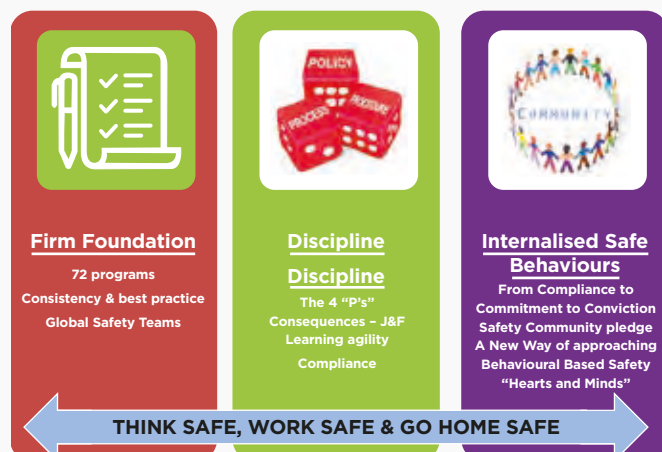 POLICY
PROCESS
PROCEDURE
COMMUNITY
Firm Foundation
72 programs
Consistency & best practice
Global Safety Teams
Discipline
Discipline
The 4 “P’s”
Consequences – J&F
Learning agility
Compliance
Internalised Safe
Behaviours
From Compliance to
Commitment to Conviction
Safety Community pledge
A New Way of approaching
Behavioural Based Safety
“Hearts and Minds”
THINK SAFE, WORK SAFE & GO HOME SAFE